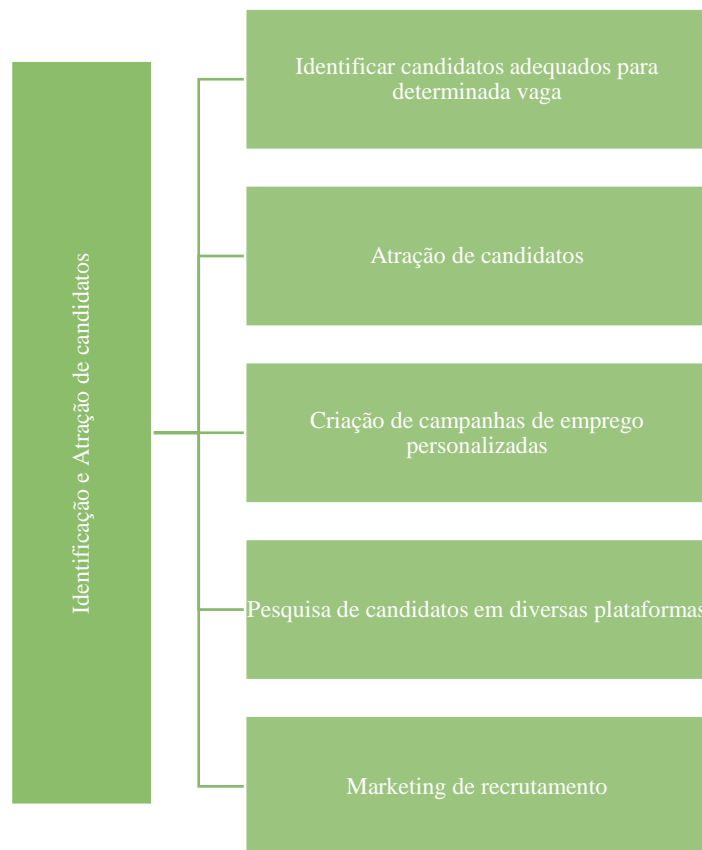 Identificação e Atração de candidatos
Identificar candidatos adequados para
determinada vaga
Atração de candidatos
Criação de campanhas de emprego
personalizadas
Pesquisa de candidatos em diversas plataformas
Marketing de recrutamento